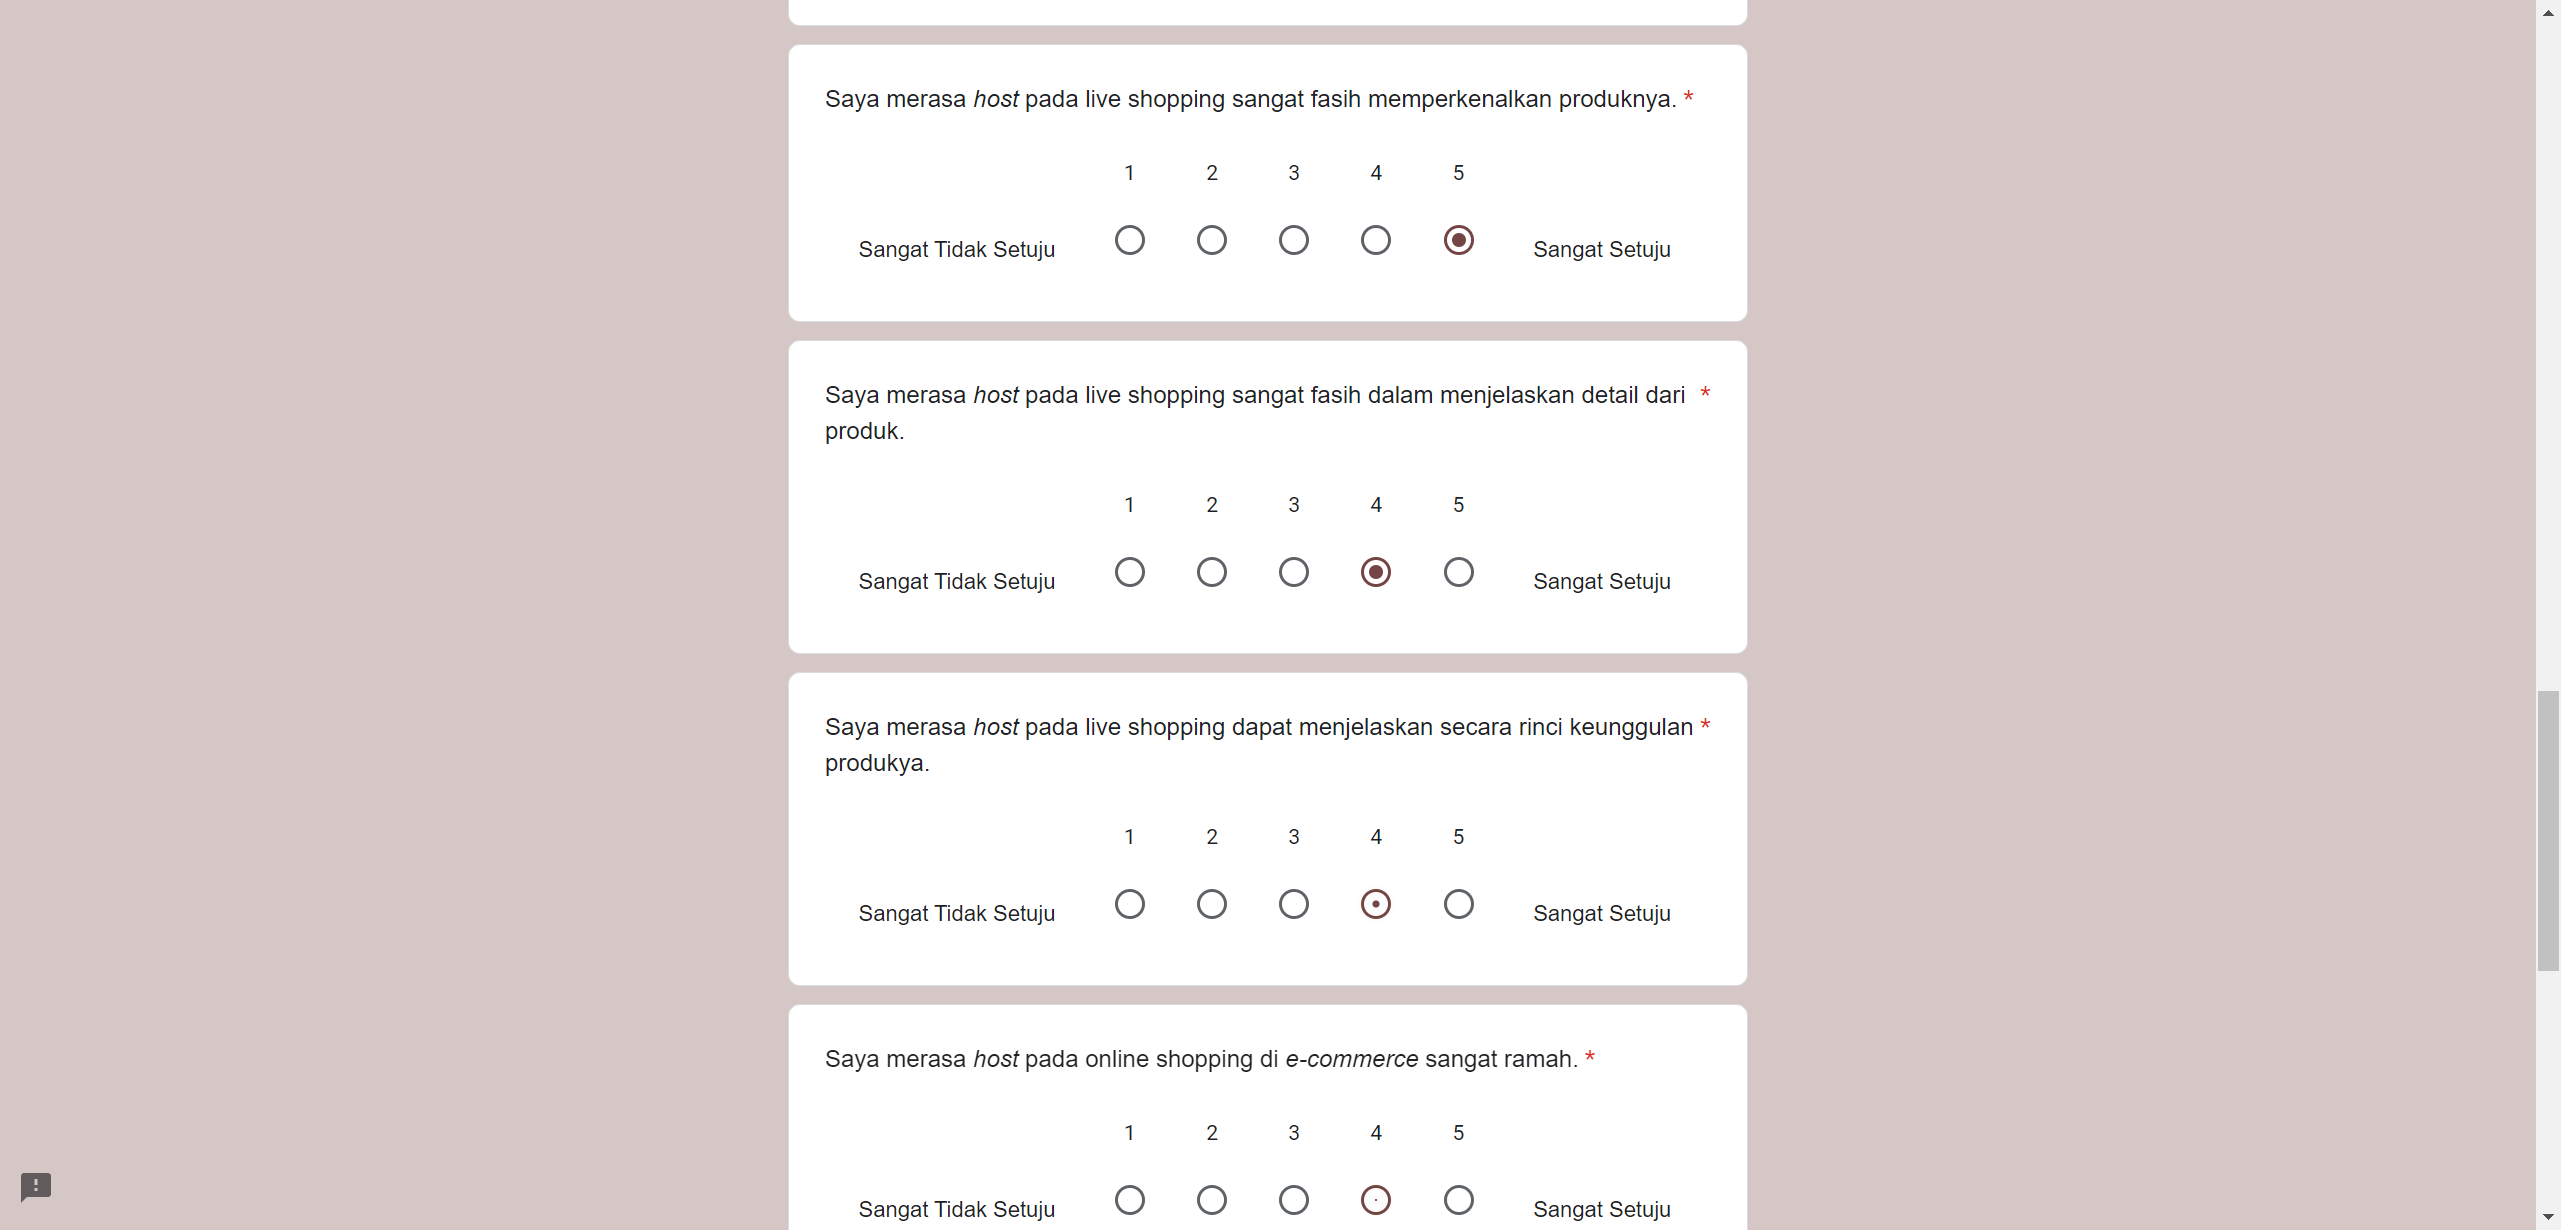 Saya merasa host pada live shopping sangat fasih memperkenalkan produknya. *
1 2 3 4 5
Sangat Tidak Setuju Sangat Setuju
Saya merasa host pada live shopping sangat fasih dalam menjelaskan detail dari *
produk.
1 2 3 4 5
Sangat Tidak Setuju Sangat Setuju
Saya merasa host pada live shopping dapat menjelaskan secara rinci keunggulan *
produkya.
1 2 3 4 5
Sangat Tidak Setuju Sangat Setuju
Saya merasa host pada online shopping di e-commerce sangat ramah. *
1 2 3 4 5
Sangat Tidak Setuju Sangat Setuju